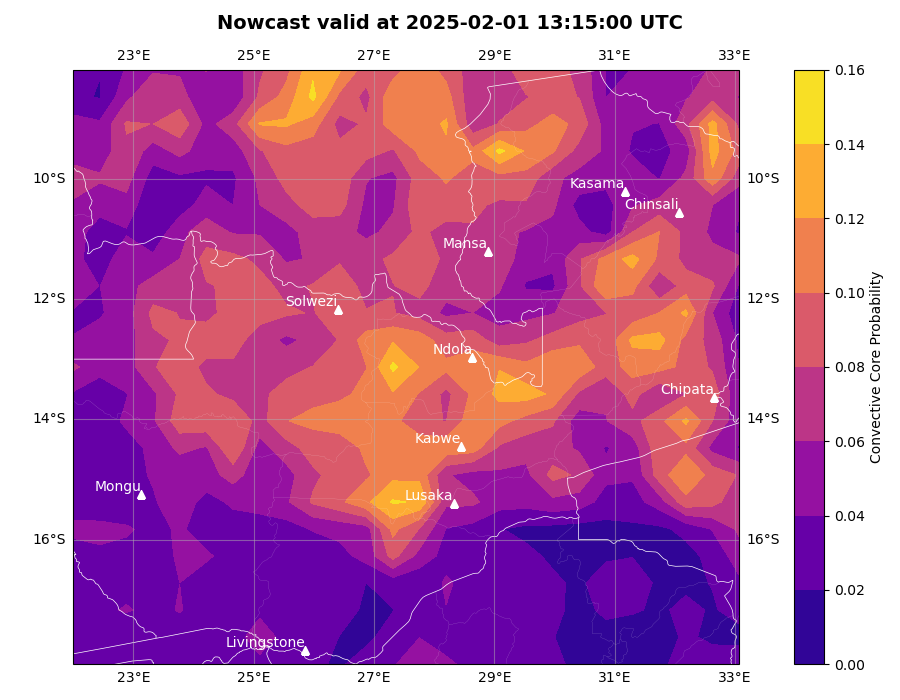 Nowcast valid at 2025-02-01 13:15:00 UTC
23°E 25°E 27°E 29°E 31°E 33°E
0.16
0.14
0.12
0.10
0.08
0.06
0.04
0.02
0.00
Convective Core Probability
10°S 10°S
12°S 12°S
14°S 14°S
16°S 16°S
Kasama
Chinsali
Mansa
Solwezi
Ndola
Chipata
Kabwe
Mongu
Lusaka
Livingstone
23°E 25°E 27°E 29°E 31°E 33°E